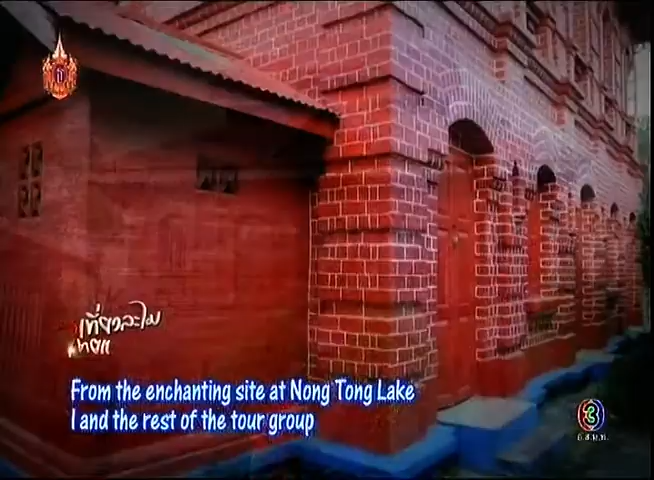 เที่ยวละไม
From the enchanting site at Nong Tong Lake
I and the rest of the tour group
3